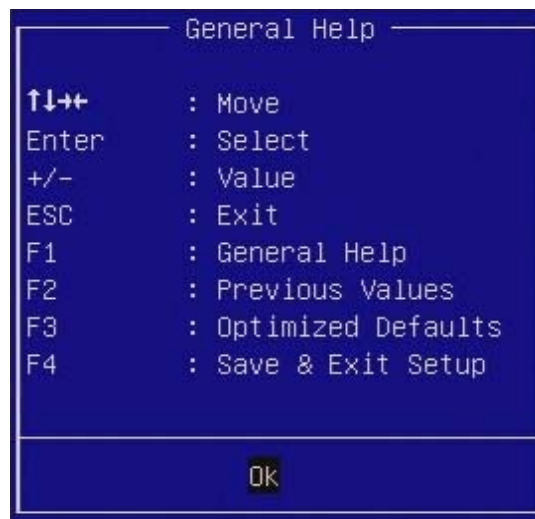 General Help
↑↓→← : Move
Enter : Select
+/- : Value
ESC : Exit
F1 : General Help
F2 : Previous Values
F3 : Optimized Defaults
F4 : Save & Exit Setup
Ok